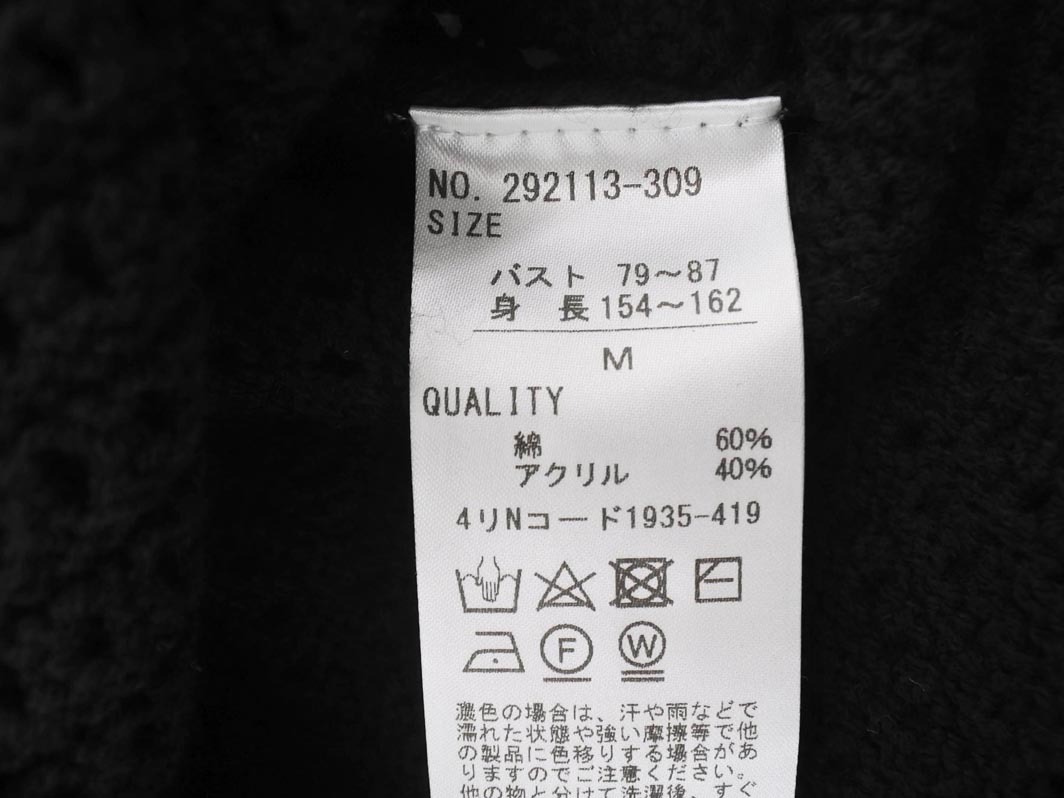 NO. 292113-309
SIZE
バスト 79〜87
身 長 154〜162
M
QUALITY
綿 60%
アクリル 40%
4リNコード1935-419
F W
濃色の場合は、汗や雨などで
濡れた状態や強い摩擦等で他
の製品に色移りする場合があ
りますのでご注意ください。
他の物と分けて洗濯後、すぐ